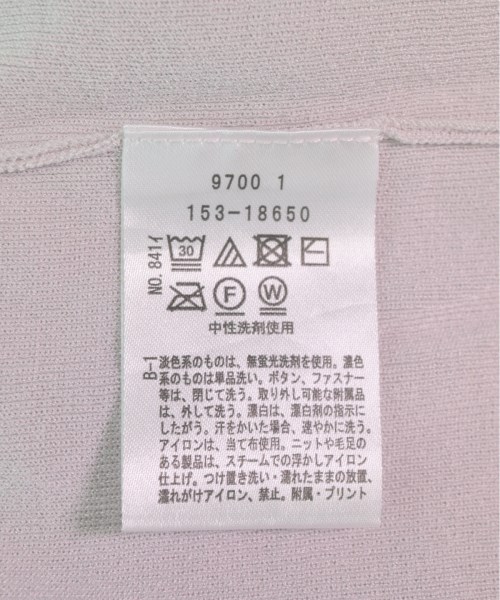 9700 1
153-18650
NO. 841イ
30
F
W
中性洗剤使用
B-1
淡色系のものは、無蛍光洗剤を使用。濃色
系のものは単品洗い。ボタン、ファスナー
等は、閉じて洗う。取り外し可能な附属品
は、外して洗う。漂白は、漂白剤の指示に
したがう。汗をかいた場合、速やかに洗う。
アイロンは、当て布使用。ニットや毛足の
ある製品は、スチームでの浮かしアイロン
仕上げ。つけ置き洗い・濡れたままの放置、
濡れがけアイロン、禁止。附属・プリント